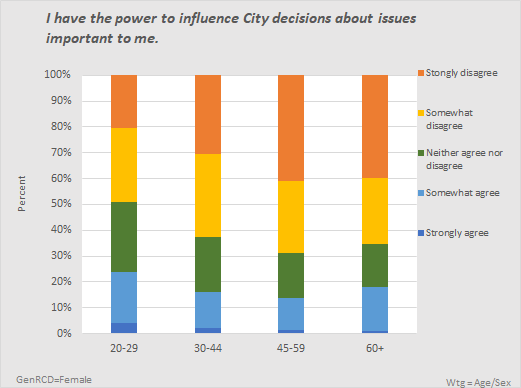 I have the power to influence City decisions about issues
important to me.
100%
90%
80%
70%
60%
50%
40%
30%
20%
10%
0%
Percent
20-29
30-44
45-59
60+
Stongly disagree
Somewhat
disagree
Neither agree nor
disagree
Somewhat agree
Strongly agree
GenRCD=Female
Wtg = Age/Sex